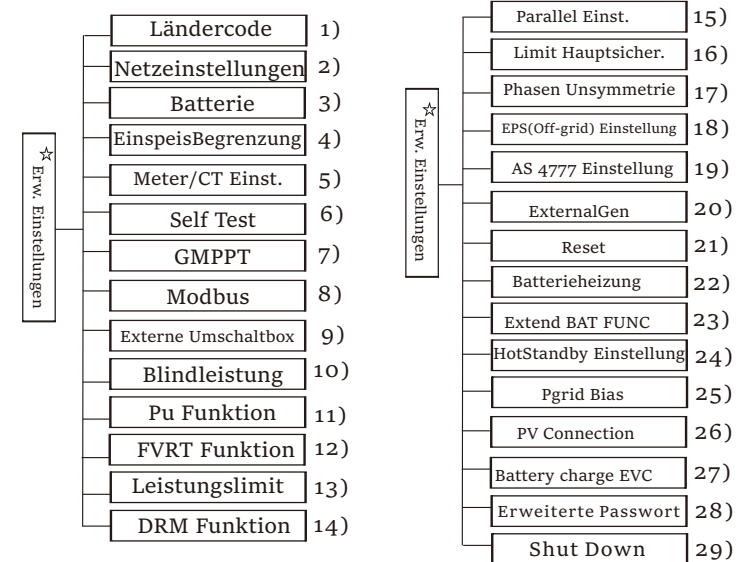 ☆ Erw. Einstellungen
Ländercode 1)
Netzeinstellungen 2)
Batterie 3)
EinspeisBegrenzung 4)
Meter/CT Einst. 5)
Self Test 6)
GMPPT 7)
Modbus 8)
Externe Umschaltbox 9)
Blindleistung 10)
Pu Funktion 11)
FVRT Funktion 12)
Leistungslimit 13)
DRM Funktion 14)
☆ Erw. Einstellungen
Parallel Einst. 15)
Limit Hauptsicher. 16)
Phasen Unsymmetrie 17)
EPS(Off-grid) Einstellung 18)
AS 4777 Einstellung 19)
ExternalGen 20)
Reset 21)
Batterieheizung 22)
Extend BAT FUNC 23)
HotStandby Einstellung 24)
Pgrid Bias 25)
PV Connection 26)
Battery charge EVC 27)
Erweiterte Passwort 28)
Shut Down 29)